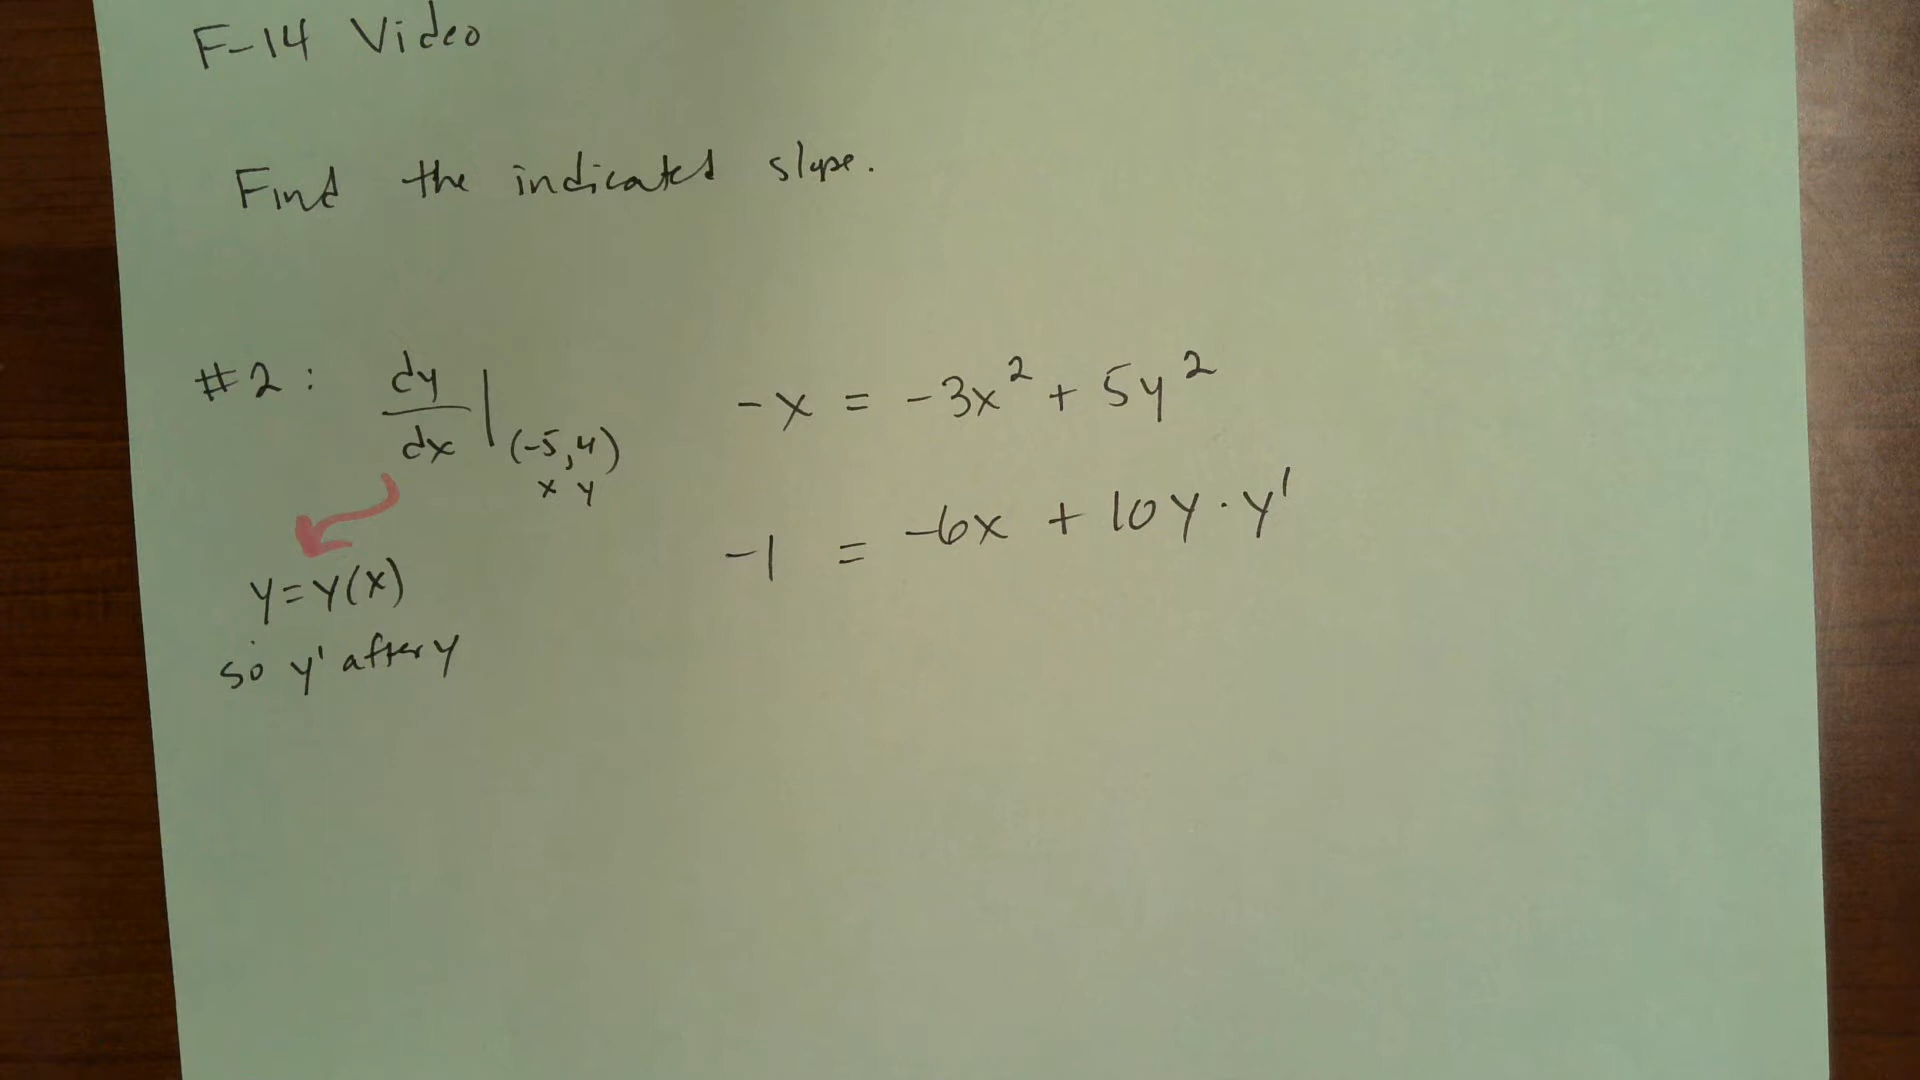 F-14 Video
Find the indicated slope.
#2: dy/dx |(-5,4) -x = -3x² + 5y²
x y
-1 = -6x + 10y · y'
y=y(x)
so y' after y